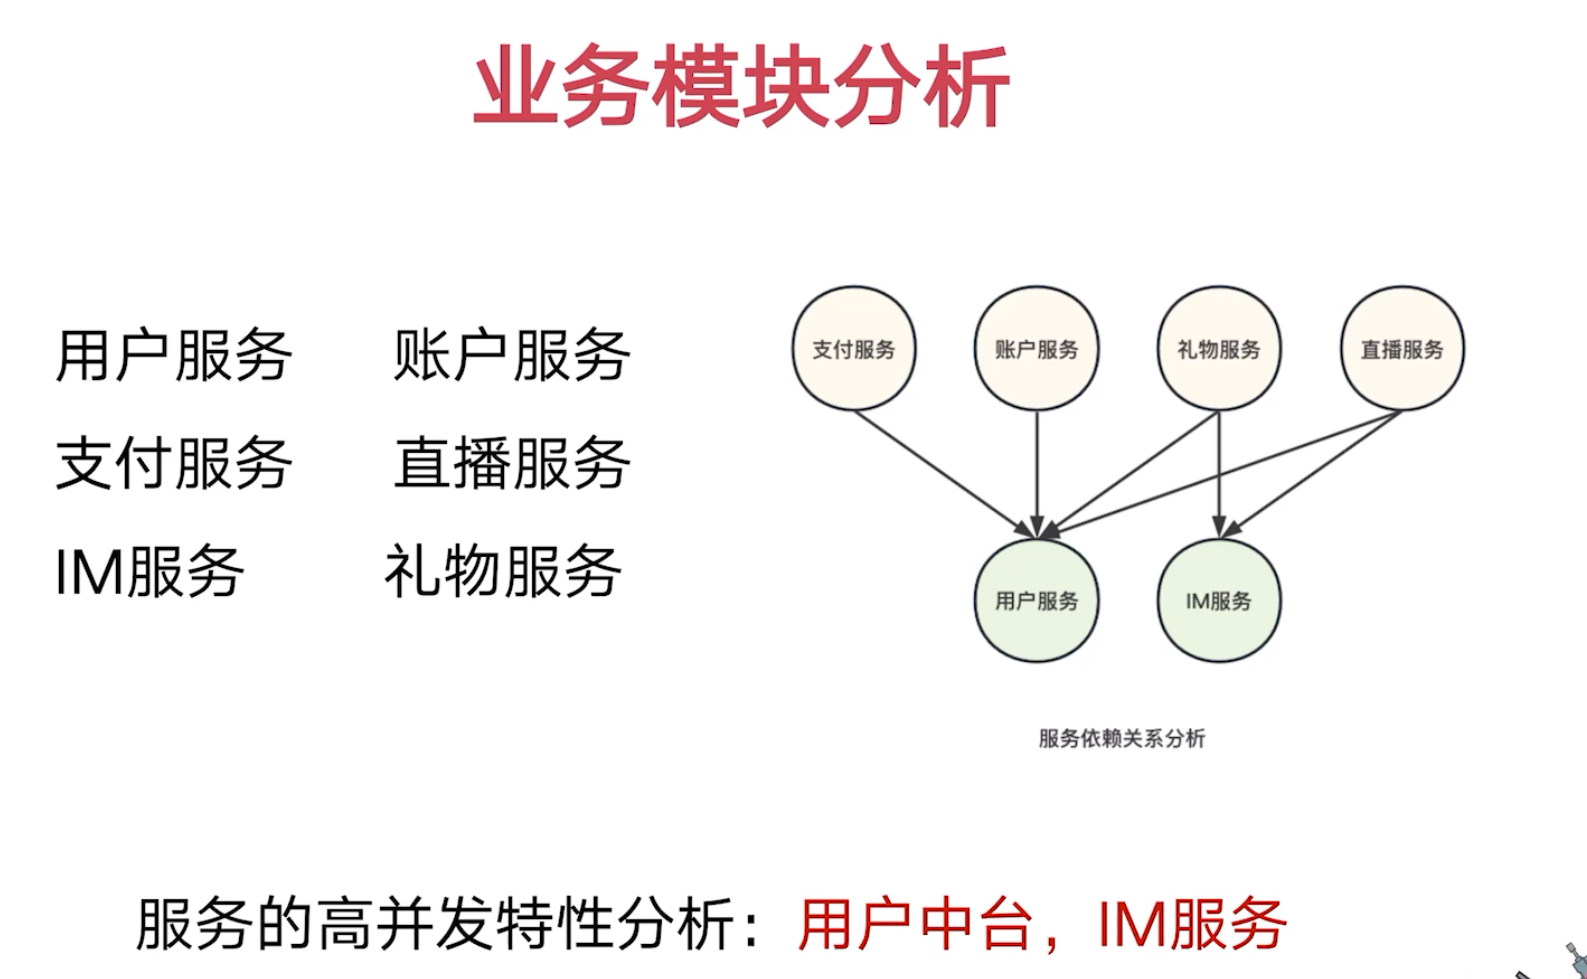 业务模块分析
用户服务 账户服务
支付服务 直播服务
IM服务 礼物服务
支付服务 账户服务 礼物服务 直播服务
用户服务 IM服务
服务依赖关系分析
服务的高并发特性分析：用户中台，IM服务